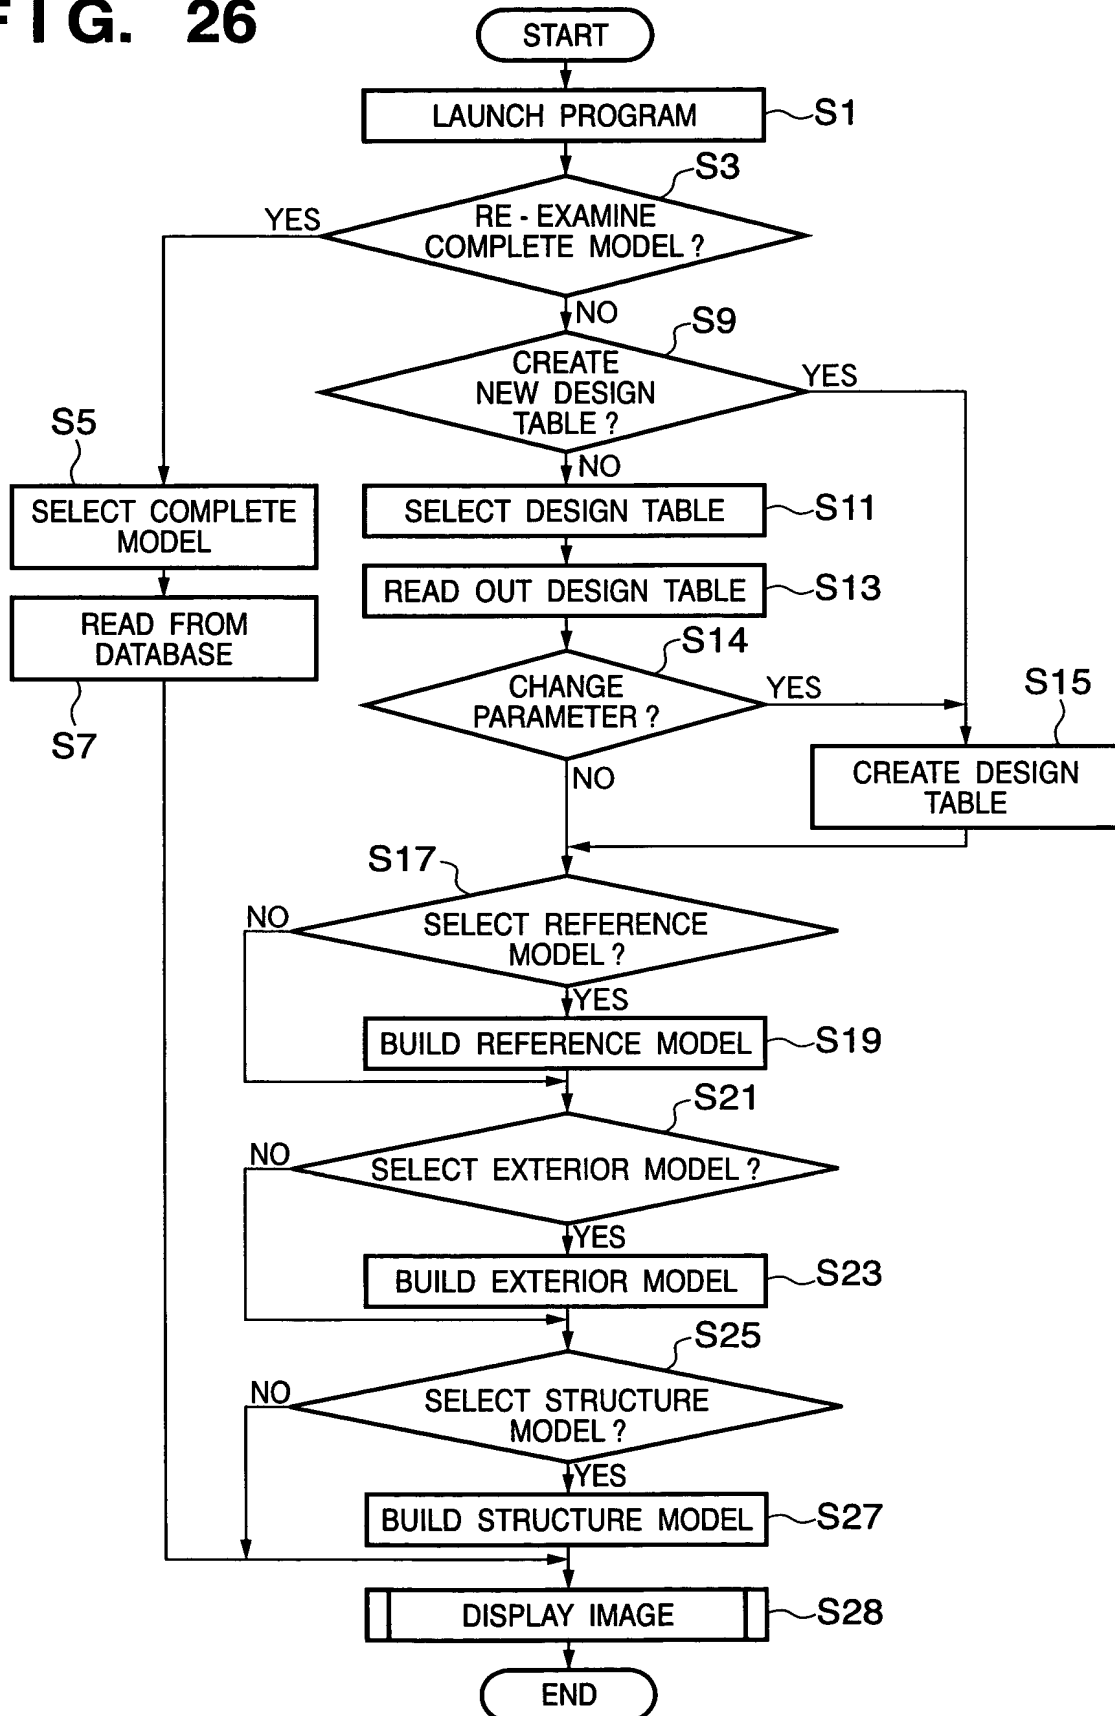 FIG. 26
START
LAUNCH PROGRAM
S1
S3
RE-EXAMINE
COMPLETE MODEL?
YES
NO
S9
CREATE
NEW DESIGN
TABLE?
YES
NO
S5
SELECT COMPLETE
MODEL
SELECT DESIGN TABLE
S11
READ FROM
DATABASE
S7
READ OUT DESIGN TABLE
S13
S14
CHANGE
PARAMETER?
YES
NO
S15
CREATE DESIGN
TABLE
S17
SELECT REFERENCE
MODEL?
NO
YES
BUILD REFERENCE MODEL
S19
S21
SELECT EXTERIOR MODEL?
NO
YES
BUILD EXTERIOR MODEL
S23
S25
SELECT STRUCTURE
MODEL?
NO
YES
BUILD STRUCTURE MODEL
S27
DISPLAY IMAGE
S28
END